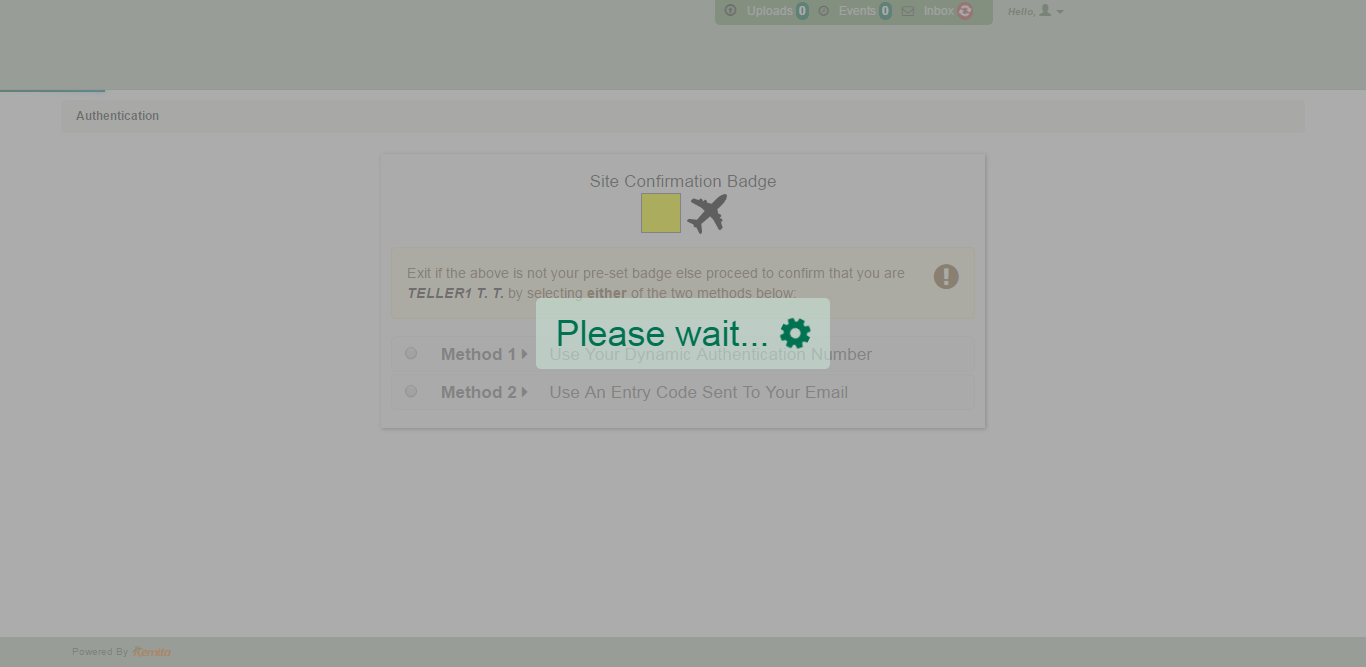 Uploads 0 Events 0 Inbox Hello,
Authentication
Site Confirmation Badge
Exit if the above is not your pre-set badge else proceed to confirm that you are
TELLER1 T. T. by selecting either of the two methods below:
Please wait...
Method 1 Use Your Dynamic Authentication Number
Method 2 Use An Entry Code Sent To Your Email
Powered By Remita